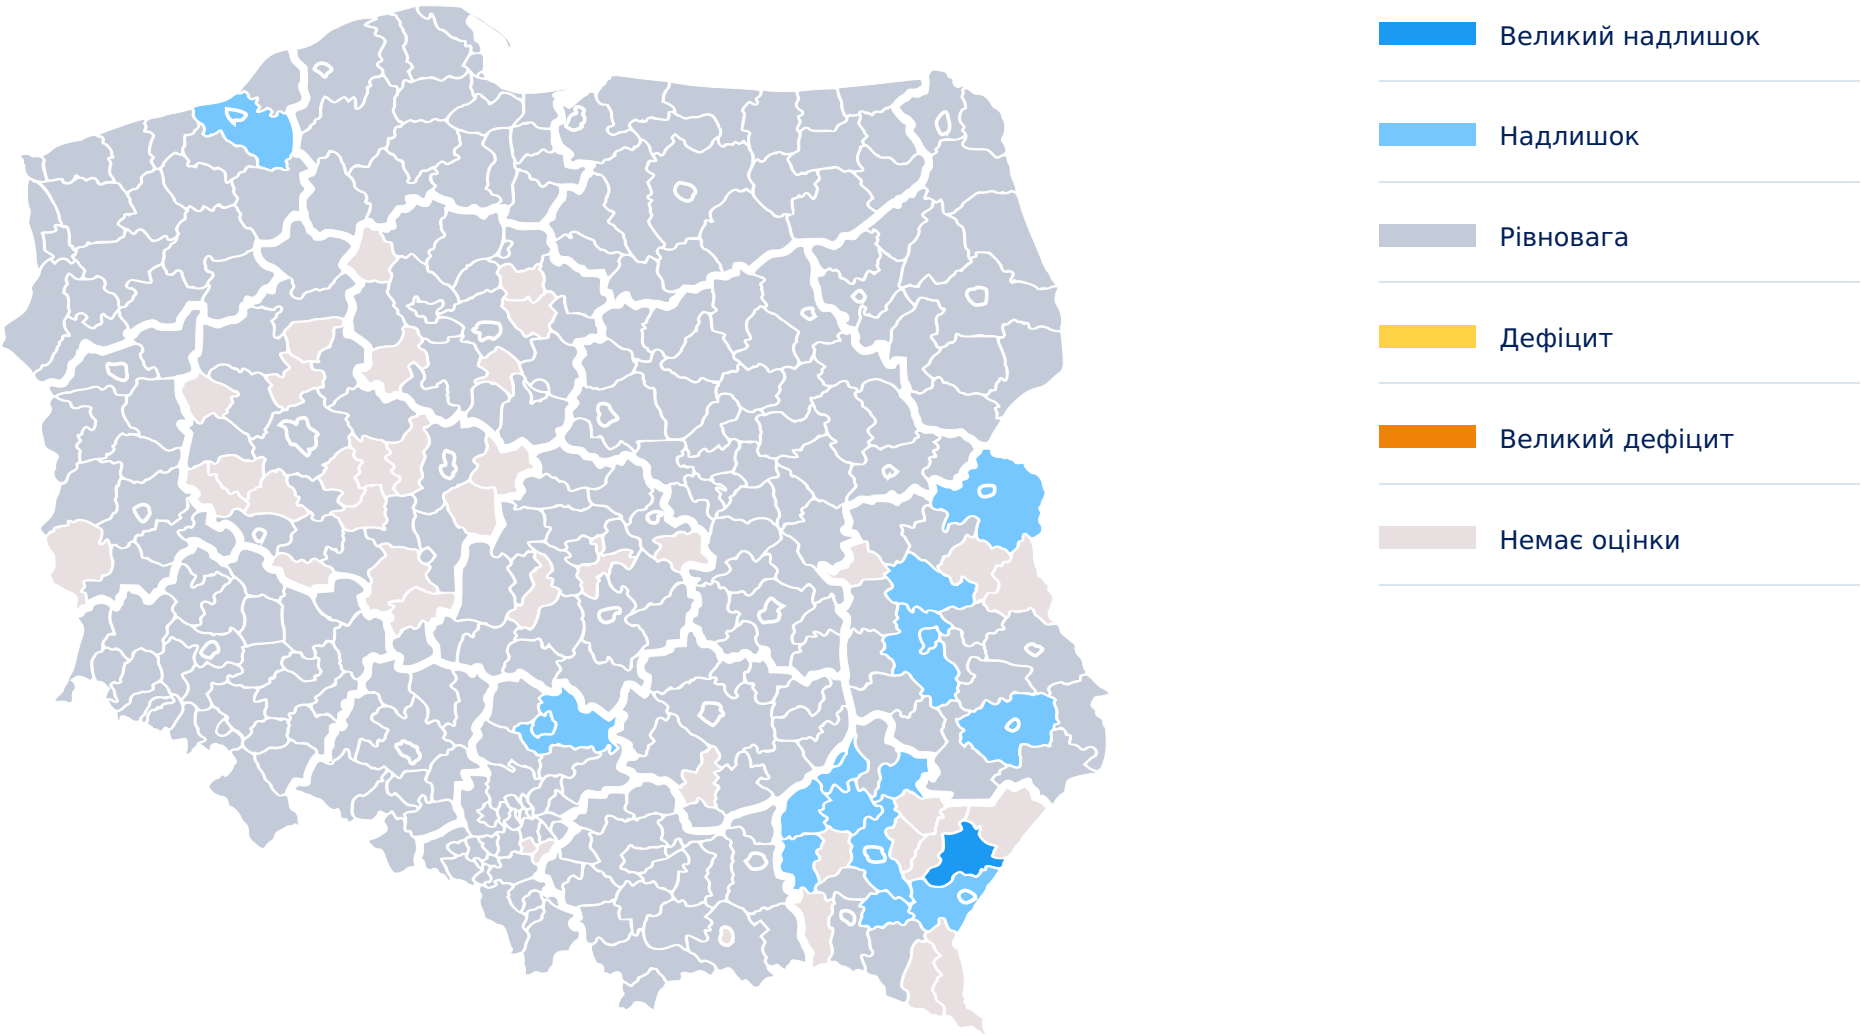 Великий надлишок
Надлишок
Рівновага
Дефіцит
Великий дефіцит
Немає оцінки